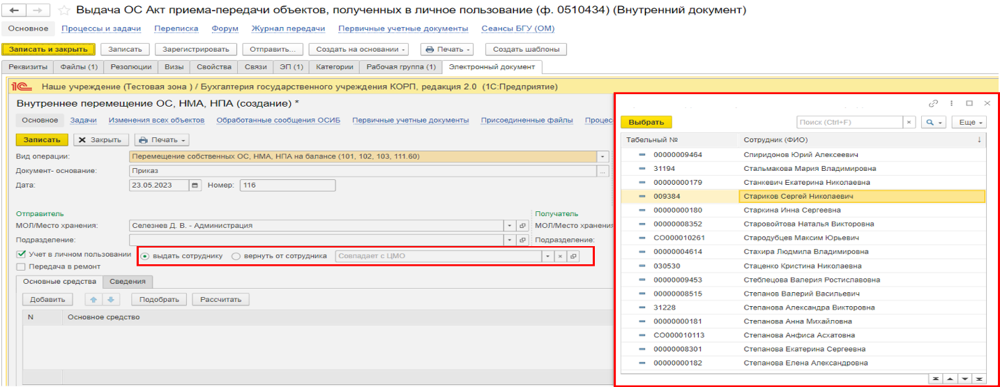 Выдача ОС Акт приема-передачи объектов, полученных в личное пользование (ф. 0510434) (Внутренний документ)
Основное Процессы и задачи Переписка Форум Журнал передачи Первичные учетные документы Сеансы БГУ (ОМ)
Записать и закрыть Записать Зарегистрировать Отправить... Создать на основании Печать Создать шаблоны
Реквизиты Файлы (1) Резолюции Визы Свойства Связи ЭП (1) Категории Рабочая группа (1) Электронный документ
1С Наше учреждение (Тестовая зона ) / Бухгалтерия государственного учреждения КОРП, редакция 2.0 (1С:Предприятие)
Внутреннее перемещение ОС, НМА, НПА (создание) *
Основное Задачи Изменения всех объектов Обработанные сообщения ОСИБ Первичные учетные документы Присоединенные файлы Процес
Записать Закрыть Печать
Вид операции: Перемещение собственных ОС, НМА, НПА на балансе (101, 102, 103, 111.60)
Документ- основание: Приказ
Дата: 23.05.2023 Номер: 116
Отправитель Получатель
МОЛ/Место хранения: Селезнев Д. В. - Администрация МОЛ/Место хранения
Подразделение: Подразделение:
Учет в личном пользовании выдать сотруднику вернуть от сотрудника Совпадает с ЦМО
Передача в ремонт
Основные средства Сведения
Добавить Подобрать Рассчитать
N Основное средство
Выбрать Поиск (Ctrl+F) × Еще
Табельный № Сотрудник (ФИО) ↓
00000009464 Спиридонов Юрий Алексеевич
31194 Стальмакова Мария Владимировна
00000000179 Станкевич Екатерина Николаевна
009384 Стариков Сергей Николаевич
00000000180 Старкина Инна Сергеевна
00000008352 Старовойтова Наталья Викторовна
СО000010261 Стародубцев Максим Юрьевич
00000004614 Стахира Людмила Владимировна
030530 Стаценко Кристина Николаевна
00000009453 Стеблецова Валерия Ростиславовна
00000008515 Степанов Валерий Васильевич
31228 Степанова Александра Викторовна
00000000181 Степанова Анна Михайловна
СО000010113 Степанова Анфиса Асхатовна
00000008301 Степанова Екатерина Сергеевна
00000000182 Степанова Елена Александровна